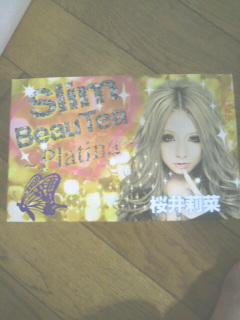 Slim
BeauTea
Platina
桜井莉菜